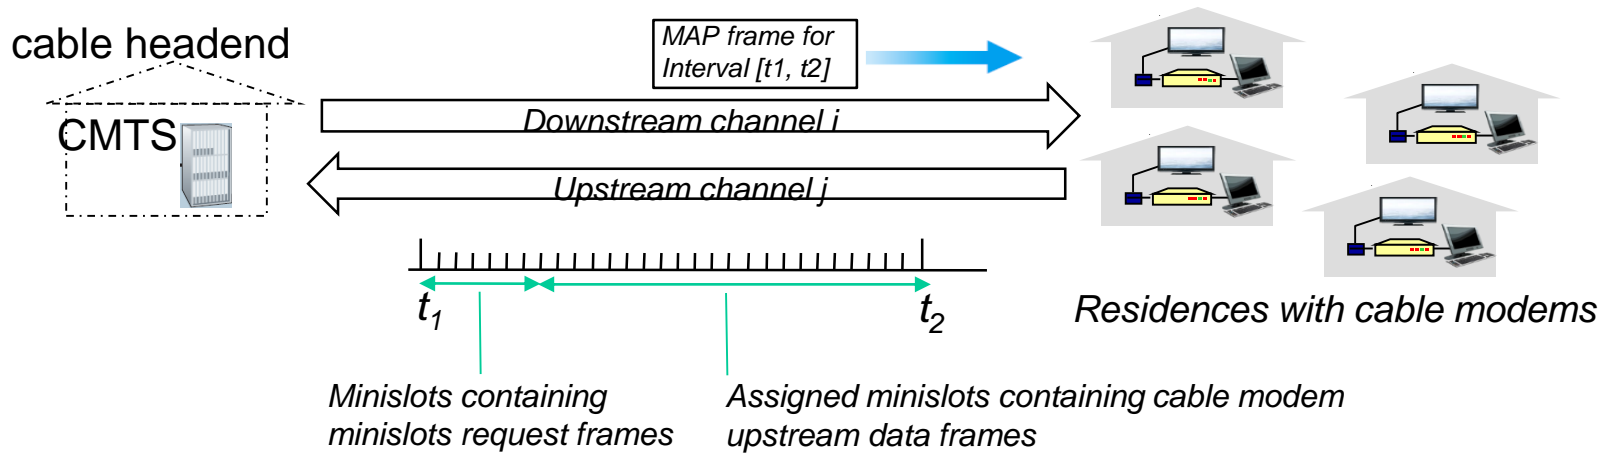 cable headend
MAP frame for
Interval [t1, t2]
CMTS
Downstream channel i
Upstream channel j
t1
t2
Residences with cable modems
Minislots containing
minislots request frames
Assigned minislots containing cable modem
upstream data frames